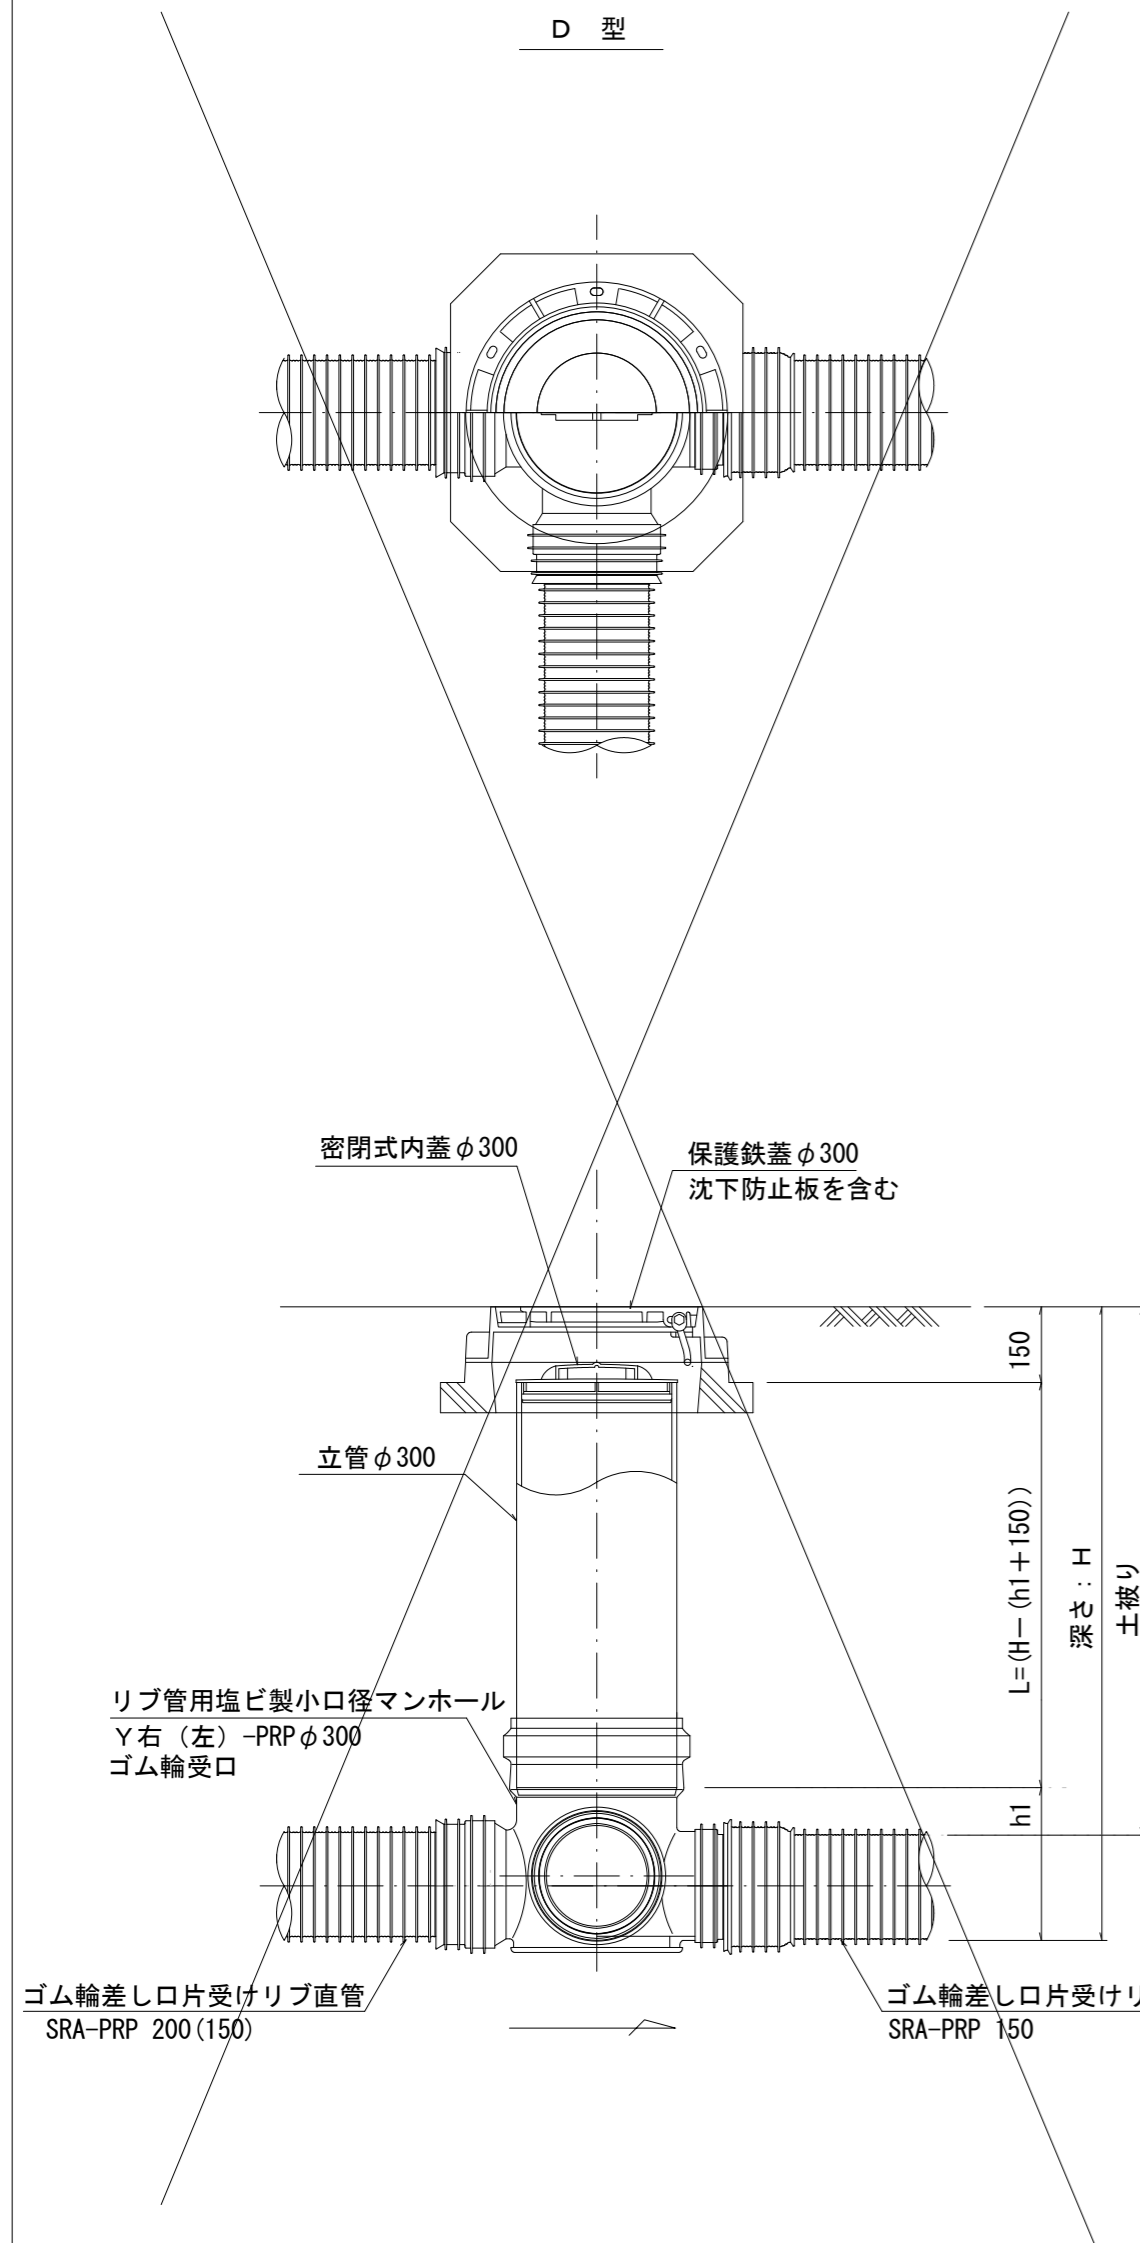 D 型
密閉式内蓋φ300
保護鉄蓋φ300
沈下防止板を含む
150
立管φ300
L=(H－(h1＋150))
深さ：H
土被り
リブ管用塩ビ製小口径マンホール
Y右（左）-PRPφ300
ゴム輪受口
h1
ゴム輪差し口片受けリブ直管
SRA-PRP 200(150)
ゴム輪差し口片受けリ
SRA-PRP 150